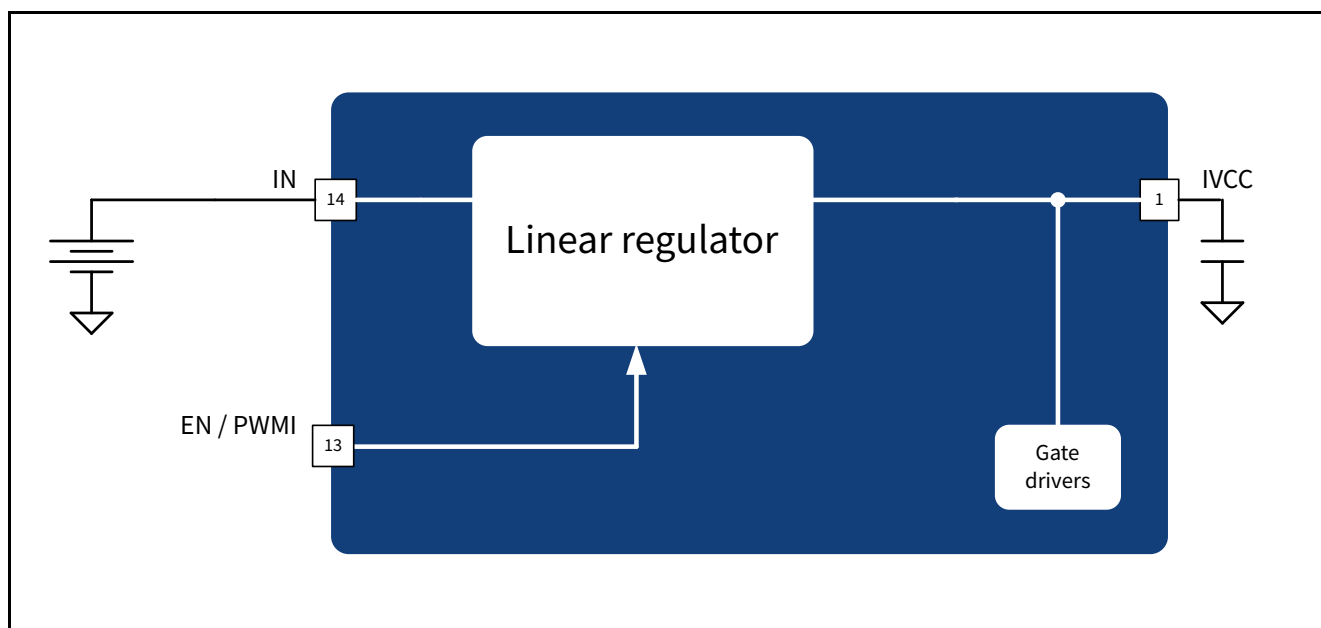 IN
14
Linear regulator
1
IVCC
EN / PWMI
13
Gate
drivers